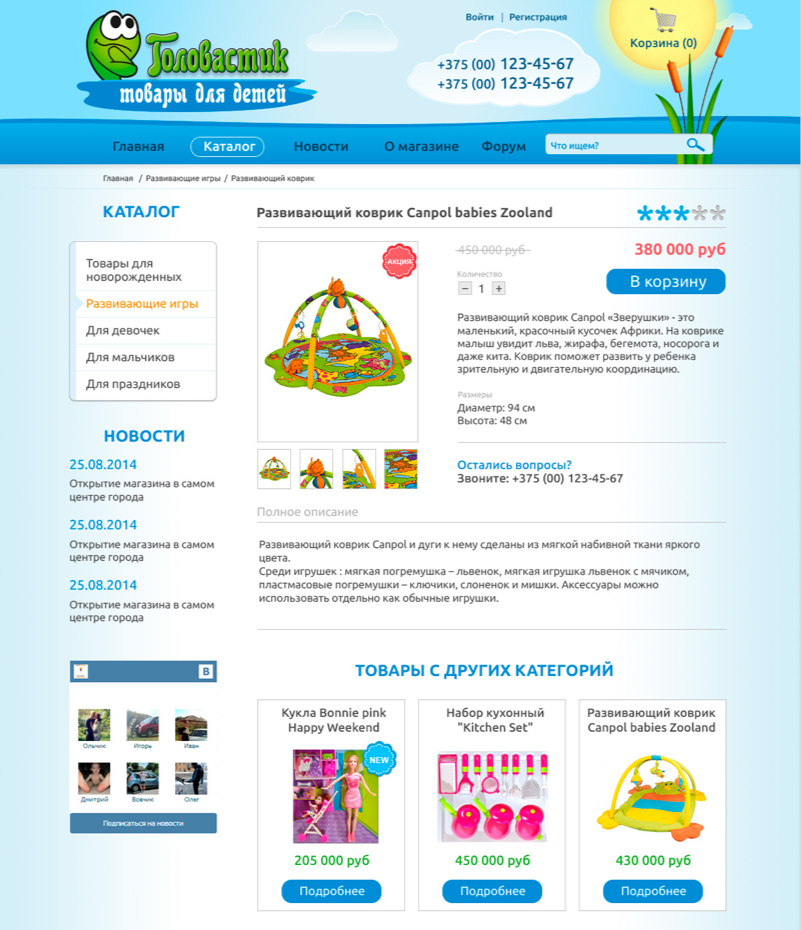 Войти | Регистрация
Корзина (0)
Головастик
товары для детей
+375 (00) 123-45-67
+375 (00) 123-45-67
Главная Каталог Новости О магазине Форум Что ищем?
Главная / Развивающие игры / Развивающий коврик
КАТАЛОГ
Товары для
новорожденных
Развивающие игры
Для девочек
Для мальчиков
Для праздников
НОВОСТИ
25.08.2014
Открытие магазина в самом
центре города
25.08.2014
Открытие магазина в самом
центре города
25.08.2014
Открытие магазина в самом
центре города
В
Ольчик Игорь Иван
Дмитрий Вовчик Олег
Подписаться на новости
Развивающий коврик Canpol babies Zooland
АКЦИЯ
450 000 руб
380 000 руб
Количество
− 1 +
В корзину
Развивающий коврик Canpol «Зверушки» - это
маленький, красочный кусочек Африки. На коврике
малыш увидит льва, жирафа, бегемота, носорога и
даже кита. Коврик поможет развить у ребенка
зрительную и двигательную координацию.
Размеры
Диаметр: 94 см
Высота: 48 см
Остались вопросы?
Звоните: +375 (00) 123-45-67
Полное описание
Развивающий коврик Canpol и дуги к нему сделаны из мягкой набивной ткани яркого
цвета.
Среди игрушек : мягкая погремушка – львенок, мягкая игрушка львенок с мячиком,
пластмасовые погремушки – ключики, слоненок и мишки. Аксессуары можно
использовать отдельно как обычные игрушки.
ТОВАРЫ С ДРУГИХ КАТЕГОРИЙ
Кукла Bonnie pink
Happy Weekend
NEW
205 000 руб
Подробнее
Набор кухонный
"Kitchen Set"
450 000 руб
Подробнее
Развивающий коврик
Canpol babies Zooland
430 000 руб
Подробнее